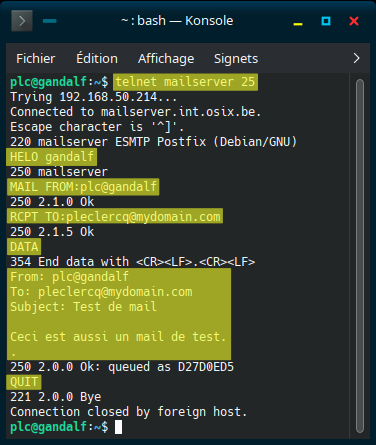 ~ : bash — Konsole
Fichier Édition Affichage Signets
plc@gandalf:~$ telnet mailserver 25
Trying 192.168.50.214...
Connected to mailserver.int.osix.be.
Escape character is '^]'.
220 mailserver ESMTP Postfix (Debian/GNU)
HELO gandalf
250 mailserver
MAIL FROM:plc@gandalf
250 2.1.0 Ok
RCPT TO:pleclercq@mydomain.com
250 2.1.5 Ok
DATA
354 End data with <CR><LF>.<CR><LF>
From: plc@gandalf
To: pleclercq@mydomain.com
Subject: Test de mail

Ceci est aussi un mail de test.
.
250 2.0.0 Ok: queued as D27D0ED5
QUIT
221 2.0.0 Bye
Connection closed by foreign host.
plc@gandalf:~$